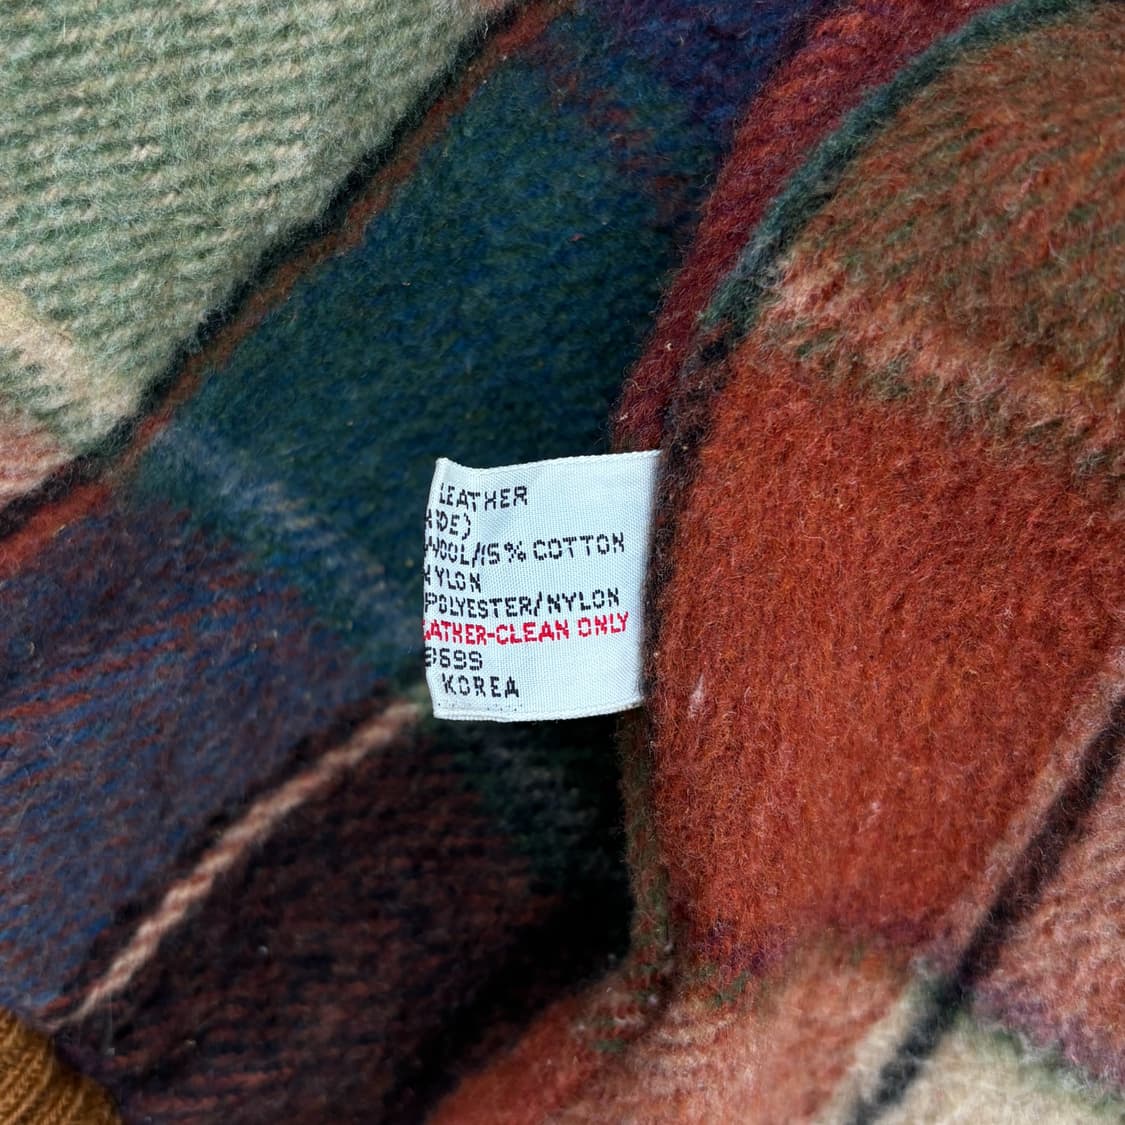 LEATHER
WOOL/15% COTTON
NYLON
POLYESTER/NYLON
LEATHER-CLEAN ONLY
KOREA